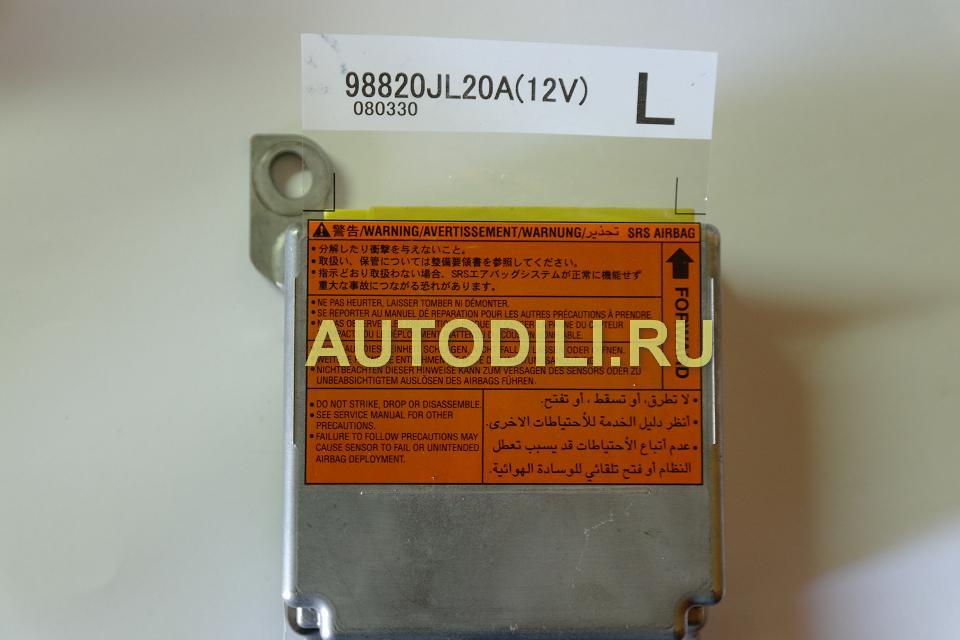 98820JL20A(12V)
080330
L
警告/WARNING/AVERTISSEMENT/WARNUNG/تحذير SRS AIRBAG
• 分解したり衝撃を与えないこと。
• 取扱い、保管については整備要領書を参照してください。
• 指示どおり取扱わない場合、SRSエアバッグシステムが正常に機能せず
重大な事故につながる恐れがあります。
FORWARD
• NE PAS HEURTER, LAISSER TOMBER NI DÉMONTER.
• SE REPORTER AU MANUEL DE RÉPARATION POUR LES AUTRES PRÉCAUTIONS À PRENDRE.
AUTODILI.RU
• NICHTBEACHTEN DIESER HINWEISE KANN ZUM VERSAGEN DES SENSORS ODER ZU
UNBEABSICHTIGTEM AUSLÖSEN DES AIRBAGS FÜHREN.
• DO NOT STRIKE, DROP OR DISASSEMBLE.
• SEE SERVICE MANUAL FOR OTHER
PRECAUTIONS.
• FAILURE TO FOLLOW PRECAUTIONS MAY
CAUSE SENSOR TO FAIL OR UNINTENDED
AIRBAG DEPLOYMENT.
• لا تطرق، أو تسقط ، أو تفتح.
• أنظر دليل الخدمة للأحتياطات الاخرى.
• عدم أتباع الأحتياطات قد يسبب تعطل
النظام أو فتح تلقائي للوسادة الهوائية.